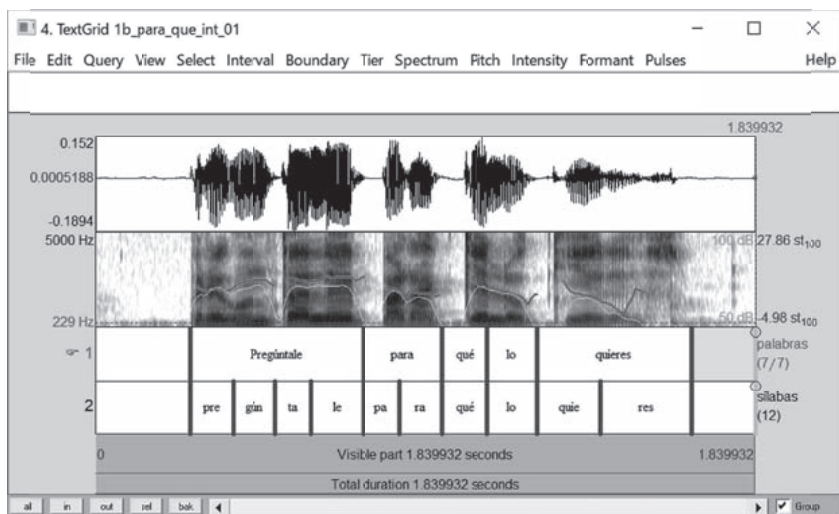 4. TextGrid 1b_para_que_int_01
File Edit Query View Select Interval Boundary Tier Spectrum Pitch Intensity Formant Pulses Help
1.839932
0.152
0.0005188
-0.1894
5000 Hz 100 dB 27.86 st100
229 Hz 50 dB -4.98 st100
1 Pregúntale para qué lo quieres palabras (7/7)
2 pre gún ta le pa ra qué lo quie res sílabas (12)
0 Visible part 1.839932 seconds 1.839932
Total duration 1.839932 seconds
all in out sel bak Group